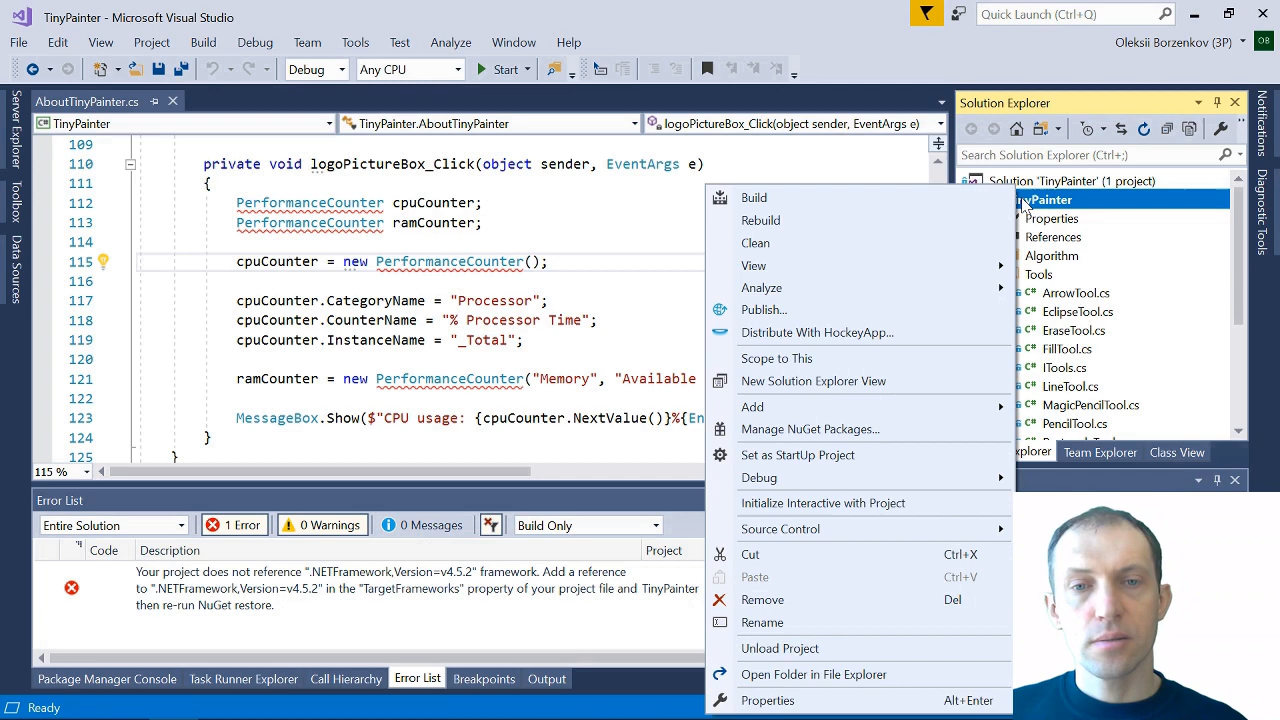 TinyPainter - Microsoft Visual Studio
Quick Launch (Ctrl+Q)
File Edit View Project Build Debug Team Tools Test Analyze Window Help
Oleksii Borzenkov (3P)
OB
Debug Any CPU Start
Server Explorer
Toolbox
Data Sources
AboutTinyPainter.cs
TinyPainter TinyPainter.AboutTinyPainter logoPictureBox_Click(object sender, EventArgs e)
109
110 private void logoPictureBox_Click(object sender, EventArgs e)
111 {
112 PerformanceCounter cpuCounter;
113 PerformanceCounter ramCounter;
114
115 cpuCounter = new PerformanceCounter();
116
117 cpuCounter.CategoryName = "Processor";
118 cpuCounter.CounterName = "% Processor Time";
119 cpuCounter.InstanceName = "_Total";
120
121 ramCounter = new PerformanceCounter("Memory", "Available
122
123 MessageBox.Show($"CPU usage: {cpuCounter.NextValue()}%{En
124 }
125 }
115 %
Build
Rebuild
Clean
View
Analyze
Publish...
Distribute With HockeyApp...
Scope to This
New Solution Explorer View
Add
Manage NuGet Packages...
Set as StartUp Project
Debug
Initialize Interactive with Project
Source Control
Cut Ctrl+X
Paste Ctrl+V
Remove Del
Rename
Unload Project
Open Folder in File Explorer
Properties Alt+Enter
Solution Explorer
Search Solution Explorer (Ctrl+;)
Solution 'TinyPainter' (1 project)
nyPainter
Properties
References
Algorithm
Tools
C# ArrowTool.cs
C# EclipseTool.cs
C# EraseTool.cs
C# FillTool.cs
C# ITools.cs
C# LineTool.cs
C# MagicPencilTool.cs
C# PencilTool.cs
xplorer Team Explorer Class View
Notifications
Diagnostic Tools
Error List
Entire Solution 1 Error 0 Warnings 0 Messages Build Only
Code Description Project
Your project does not reference ".NETFramework,Version=v4.5.2" framework. Add a reference
to ".NETFramework,Version=v4.5.2" in the "TargetFrameworks" property of your project file and TinyPainter
then re-run NuGet restore.
Package Manager Console Task Runner Explorer Call Hierarchy Error List Breakpoints Output
Ready